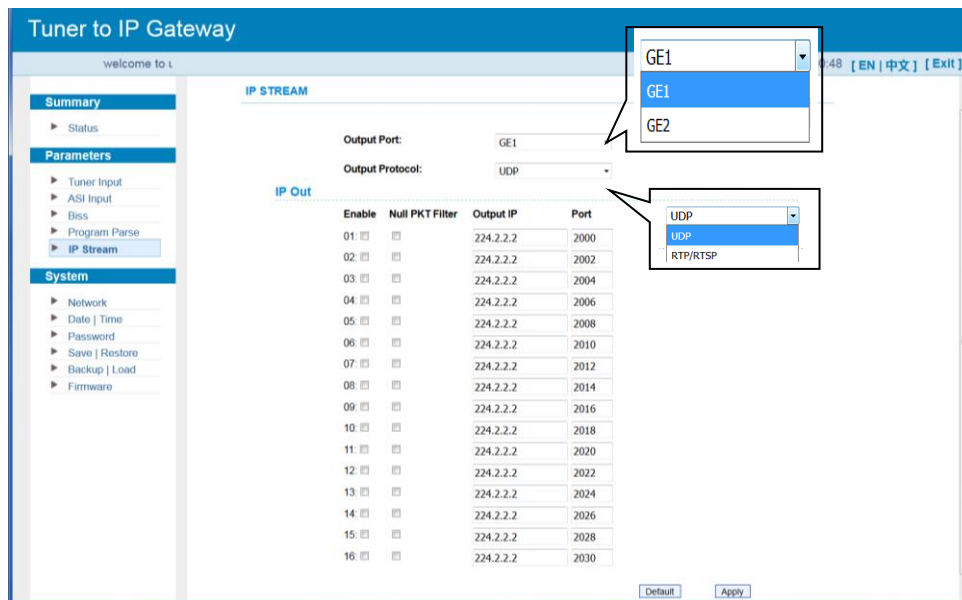 Tuner to IP Gateway
welcome to u
0:48 [ EN | 中文 ] [ Exit ]
Summary
Status
Parameters
Tuner Input
ASI Input
Biss
Program Parse
IP Stream
System
Network
Date | Time
Password
Save | Restore
Backup | Load
Firmware
IP STREAM
Output Port: GE1
GE1
GE1
GE2
Output Protocol: UDP
UDP
UDP
RTP/RTSP
IP Out
Enable Null PKT Filter Output IP Port
01: 224.2.2.2 2000
02: 224.2.2.2 2002
03: 224.2.2.2 2004
04: 224.2.2.2 2006
05: 224.2.2.2 2008
06: 224.2.2.2 2010
07: 224.2.2.2 2012
08: 224.2.2.2 2014
09: 224.2.2.2 2016
10: 224.2.2.2 2018
11: 224.2.2.2 2020
12: 224.2.2.2 2022
13: 224.2.2.2 2024
14: 224.2.2.2 2026
15: 224.2.2.2 2028
16: 224.2.2.2 2030
Default Apply